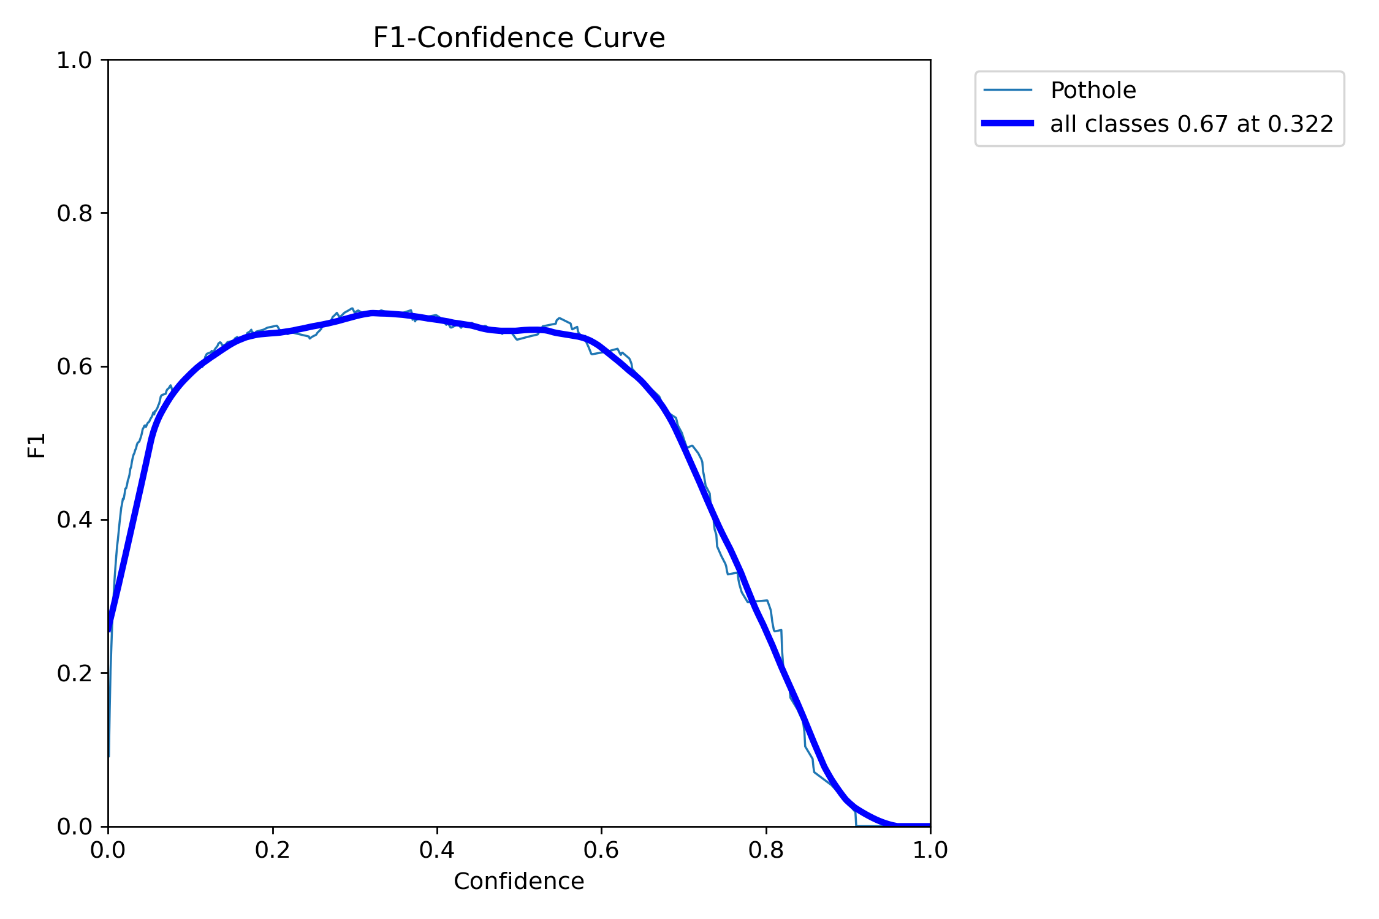 F1-Confidence Curve
Pothole
all classes 0.67 at 0.322
F1
1.0
0.8
0.6
0.4
0.2
0.0
0.0 0.2 0.4 0.6 0.8 1.0
Confidence